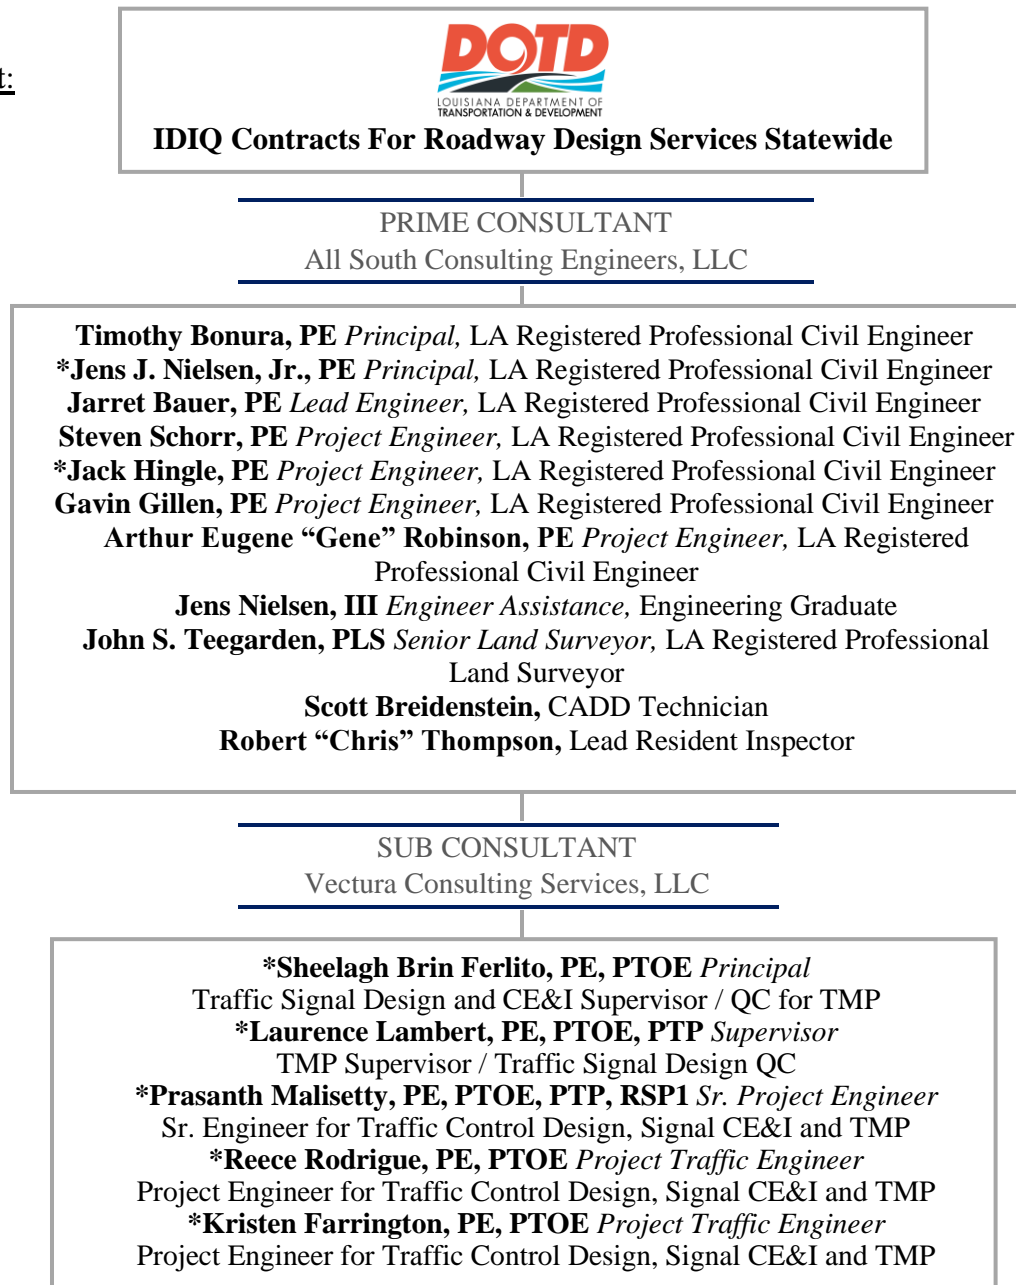 t:
DOTD
LOUISIANA DEPARTMENT OF
TRANSPORTATION & DEVELOPMENT
IDIQ Contracts For Roadway Design Services Statewide
PRIME CONSULTANT
All South Consulting Engineers, LLC
Timothy Bonura, PE Principal, LA Registered Professional Civil Engineer
*Jens J. Nielsen, Jr., PE Principal, LA Registered Professional Civil Engineer
Jarret Bauer, PE Lead Engineer, LA Registered Professional Civil Engineer
Steven Schorr, PE Project Engineer, LA Registered Professional Civil Engineer
*Jack Hingle, PE Project Engineer, LA Registered Professional Civil Engineer
Gavin Gillen, PE Project Engineer, LA Registered Professional Civil Engineer
Arthur Eugene “Gene” Robinson, PE Project Engineer, LA Registered
Professional Civil Engineer
Jens Nielsen, III Engineer Assistance, Engineering Graduate
John S. Teegarden, PLS Senior Land Surveyor, LA Registered Professional
Land Surveyor
Scott Breidenstein, CADD Technician
Robert “Chris” Thompson, Lead Resident Inspector
SUB CONSULTANT
Vectura Consulting Services, LLC
*Sheelagh Brin Ferlito, PE, PTOE Principal
Traffic Signal Design and CE&I Supervisor / QC for TMP
*Laurence Lambert, PE, PTOE, PTP Supervisor
TMP Supervisor / Traffic Signal Design QC
*Prasanth Malisetty, PE, PTOE, PTP, RSP1 Sr. Project Engineer
Sr. Engineer for Traffic Control Design, Signal CE&I and TMP
*Reece Rodrigue, PE, PTOE Project Traffic Engineer
Project Engineer for Traffic Control Design, Signal CE&I and TMP
*Kristen Farrington, PE, PTOE Project Traffic Engineer
Project Engineer for Traffic Control Design, Signal CE&I and TMP